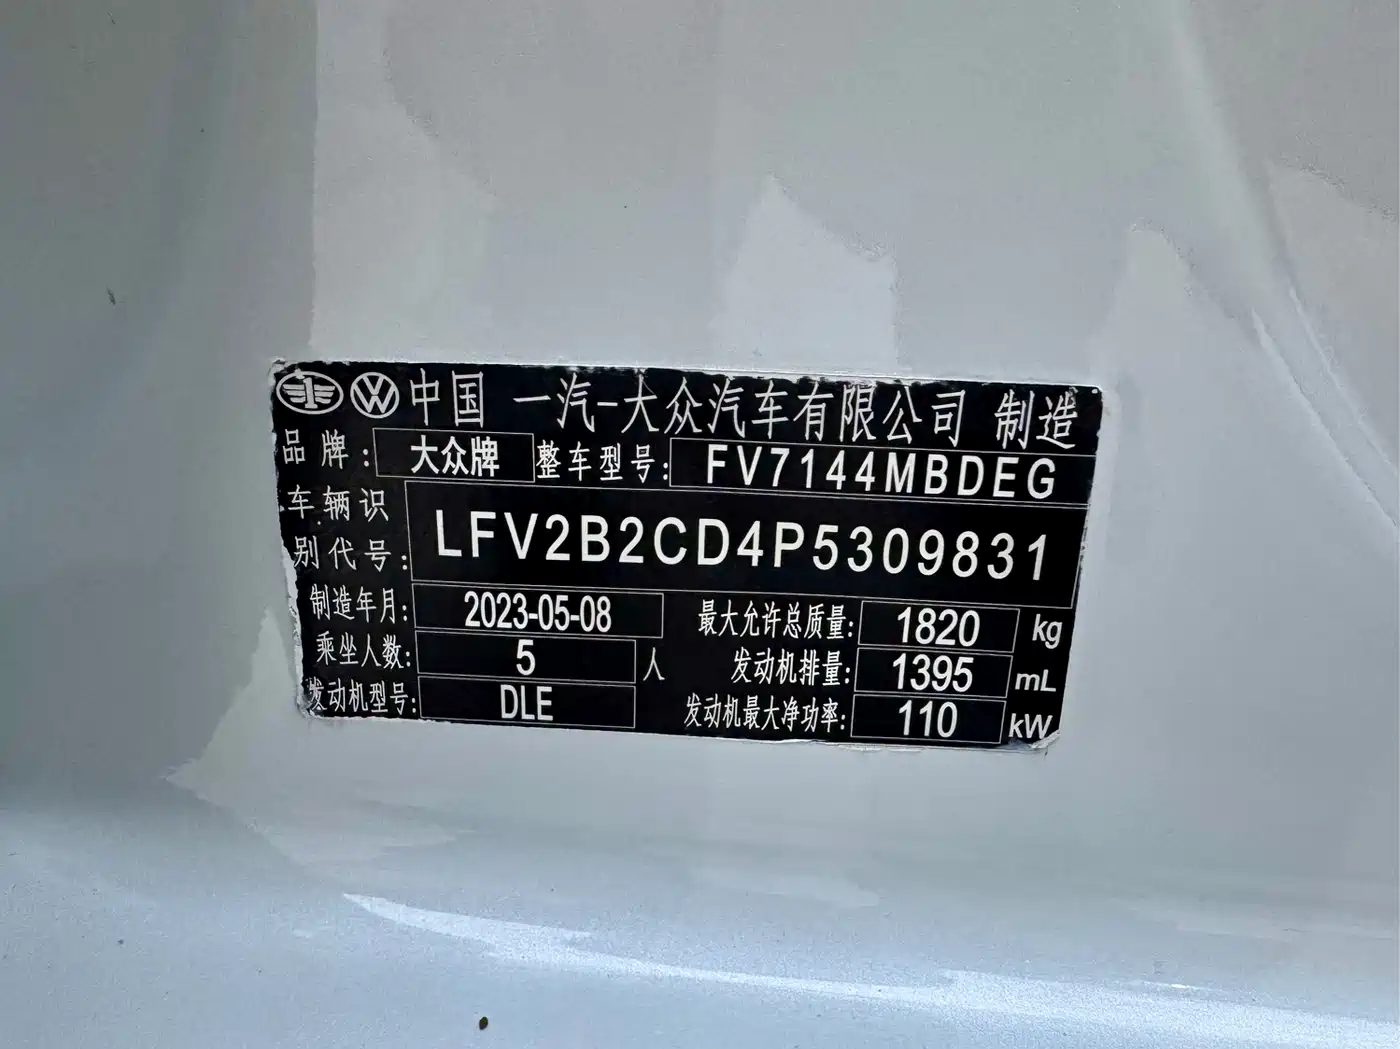 中国 一汽-大众汽车有限公司 制造
品牌: 大众牌 整车型号: FV7144MBDEG
车辆识别代号: LFV2B2CD4P5309831
制造年月: 2023-05-08 最大允许总质量: 1820 kg
乘坐人数: 5 人 发动机排量: 1395 mL
发动机型号: DLE 发动机最大净功率: 110 kW